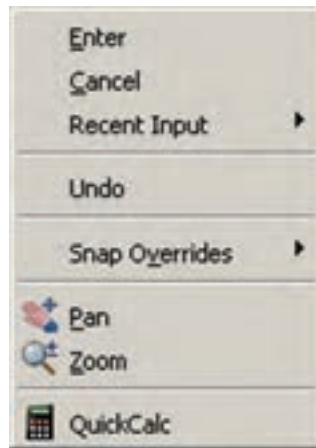 Enter
Cancel
Recent Input
Undo
Snap Overrides
Pan
Zoom
QuickCalc